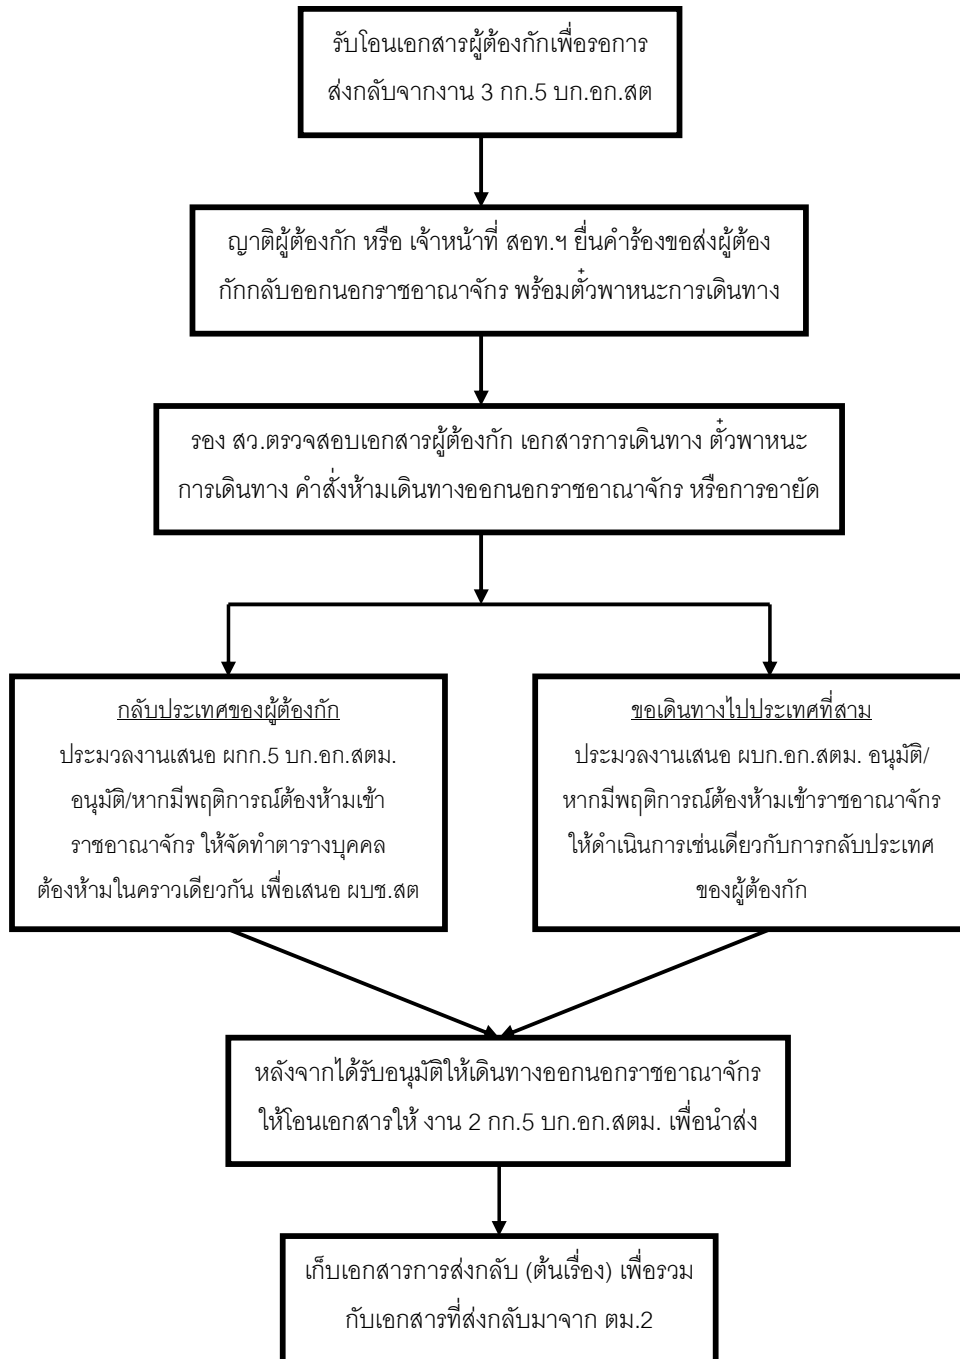 รับโอนเอกสารผู้ต้องกักเพื่อรอการ
ส่งกลับจากงาน 3 กก.5 บก.อก.สต
ญาติผู้ต้องกัก หรือ เจ้าหน้าที่ สอท.ฯ ยื่นคำร้องขอส่งผู้ต้อง
กักกลับออกนอกราชอาณาจักร พร้อมตั๋วพาหนะการเดินทาง
รอง สว.ตรวจสอบเอกสารผู้ต้องกัก เอกสารการเดินทาง ตั๋วพาหนะ
การเดินทาง คำสั่งห้ามเดินทางออกนอกราชอาณาจักร หรือการอายัด
กลับประเทศของผู้ต้องกัก
ประมวลงานเสนอ ผกก.5 บก.อก.สตม.
อนุมัติ/หากมีพฤติการณ์ต้องห้ามเข้า
ราชอาณาจักร ให้จัดทำตารางบุคคล
ต้องห้ามในคราวเดียวกัน เพื่อเสนอ ผบช.สต
ขอเดินทางไปประเทศที่สาม
ประมวลงานเสนอ ผบก.อก.สตม. อนุมัติ/
หากมีพฤติการณ์ต้องห้ามเข้าราชอาณาจักร
ให้ดำเนินการเช่นเดียวกับการกลับประเทศ
ของผู้ต้องกัก
หลังจากได้รับอนุมัติให้เดินทางออกนอกราชอาณาจักร
ให้โอนเอกสารให้ งาน 2 กก.5 บก.อก.สตม. เพื่อนำส่ง
เก็บเอกสารการส่งกลับ (ต้นเรื่อง) เพื่อรวม
กับเอกสารที่ส่งกลับมาจาก ตม.2